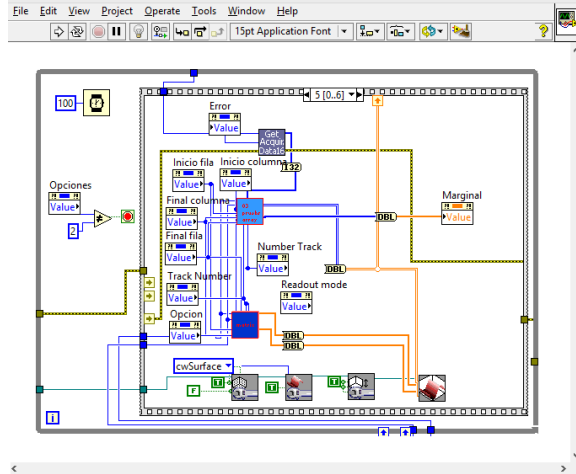 File Edit View Project Operate Tools Window Help
15pt Application Font
?
5 [0..6]
100
Error
Value
Get
Acquir.
Data16
Inicio fila
Inicio columna
I32
Value
Value
Opciones
Value
2
Final columna
Value
Marginal
Value
DBL
Final fila
Value
Number Track
Value
DBL
Track Number
Value
Readout mode
Value
Opcion
Value
DBL
DBL
cwSurface
T
T
T
F
i